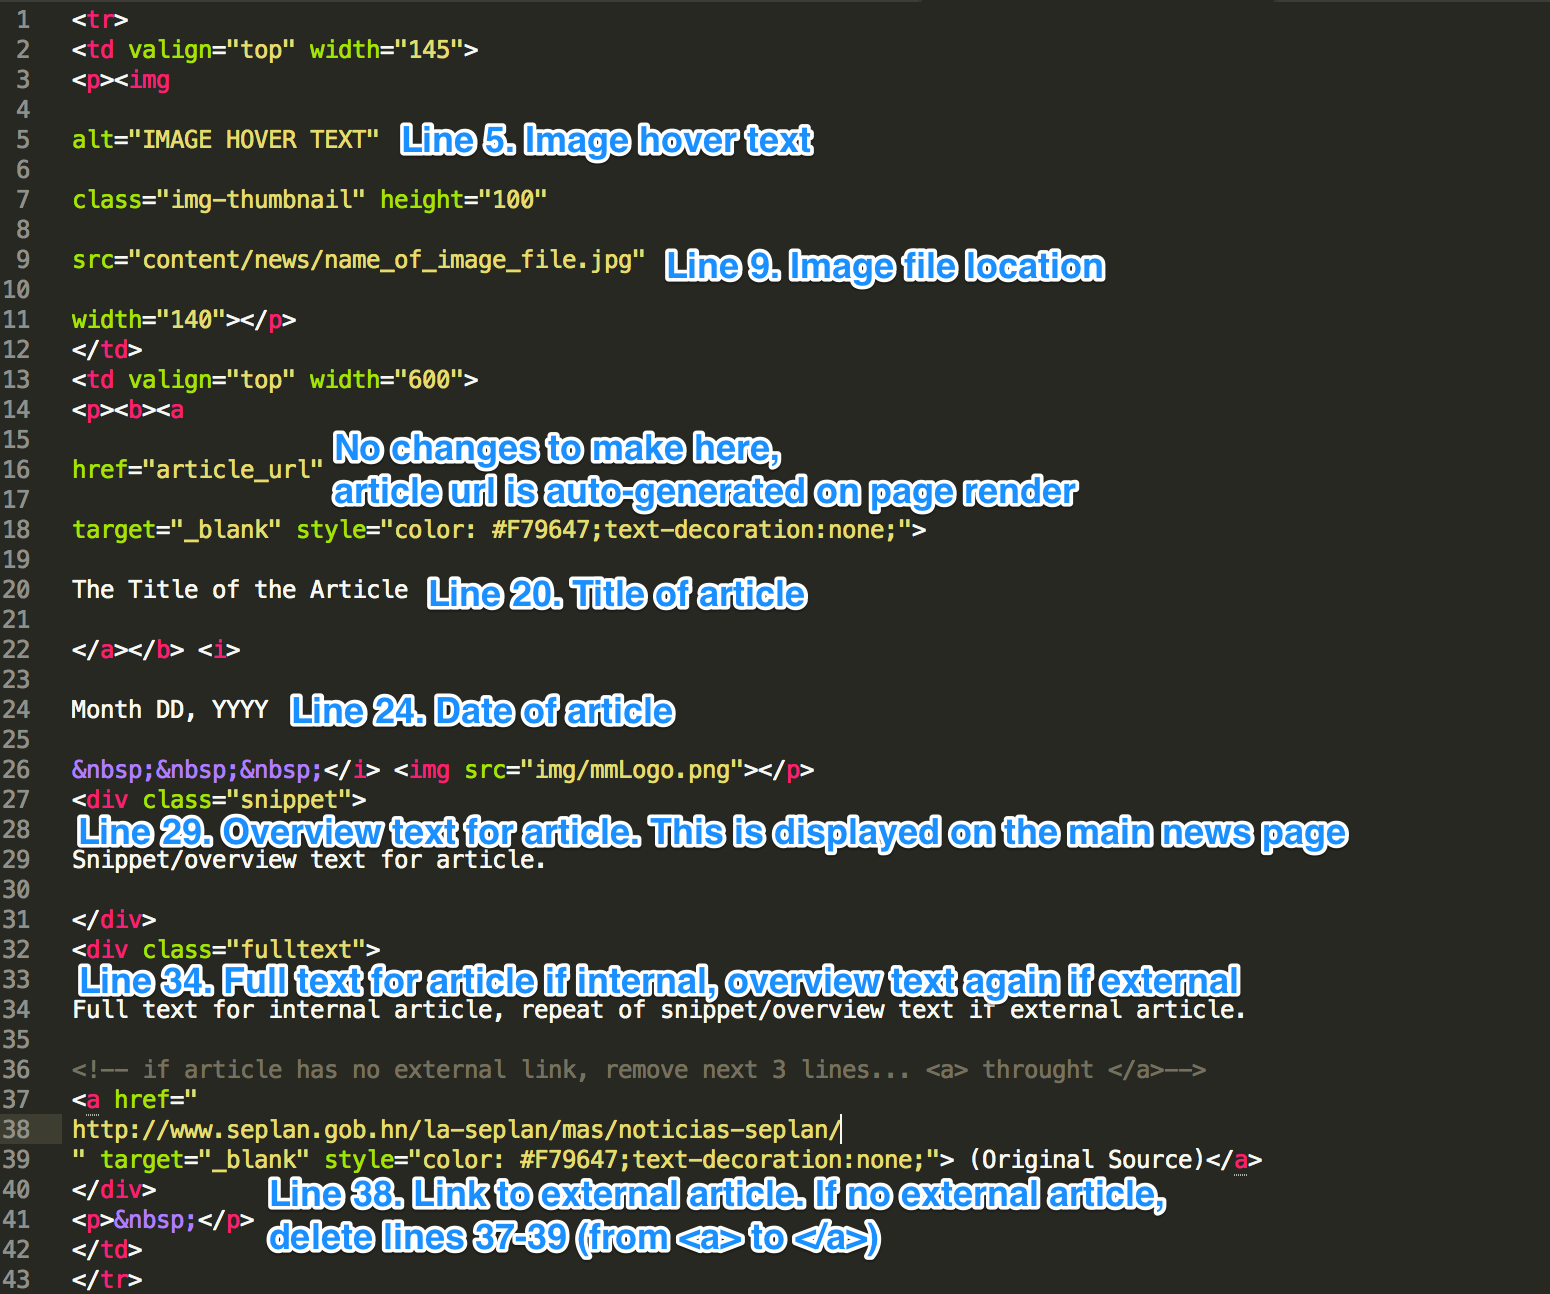 1 <tr>
2 <td valign="top" width="145">
3 <p><img
4
5 alt="IMAGE HOVER TEXT" Line 5. Image hover text
6
7 class="img-thumbnail" height="100"
8
9 src="content/news/name_of_image_file.jpg" Line 9. Image file location
10
11 width="140"></p>
12 </td>
13 <td valign="top" width="600">
14 <p><b><a
15 No changes to make here,
16 href="article_url"
17 article url is auto-generated on page render
18 target="_blank" style="color: #F79647;text-decoration:none;">
19
20 The Title of the Article Line 20. Title of article
21
22 </a></b> <i>
23
24 Month DD, YYYY Line 24. Date of article
25
26 &nbsp;&nbsp;&nbsp;</i> <img src="img/mmLogo.png"></p>
27 <div class="snippet">
28 Line 29. Overview text for article. This is displayed on the main news page
29 Snippet/overview text for article.
30
31 </div>
32 <div class="fulltext">
33 Line 34. Full text for article if internal, overview text again if external
34 Full text for internal article, repeat of snippet/overview text if external article.
35
36 <!-- if article has no external link, remove next 3 lines... <a> throught </a>-->
37 <a href="
38 http://www.seplan.gob.hn/la-seplan/mas/noticias-seplan/
39 " target="_blank" style="color: #F79647;text-decoration:none;"> (Original Source)</a>
40 </div> Line 38. Link to external article. If no external article,
41 <p>&nbsp;</p> delete lines 37-39 (from <a> to </a>)
42 </td>
43 </tr>